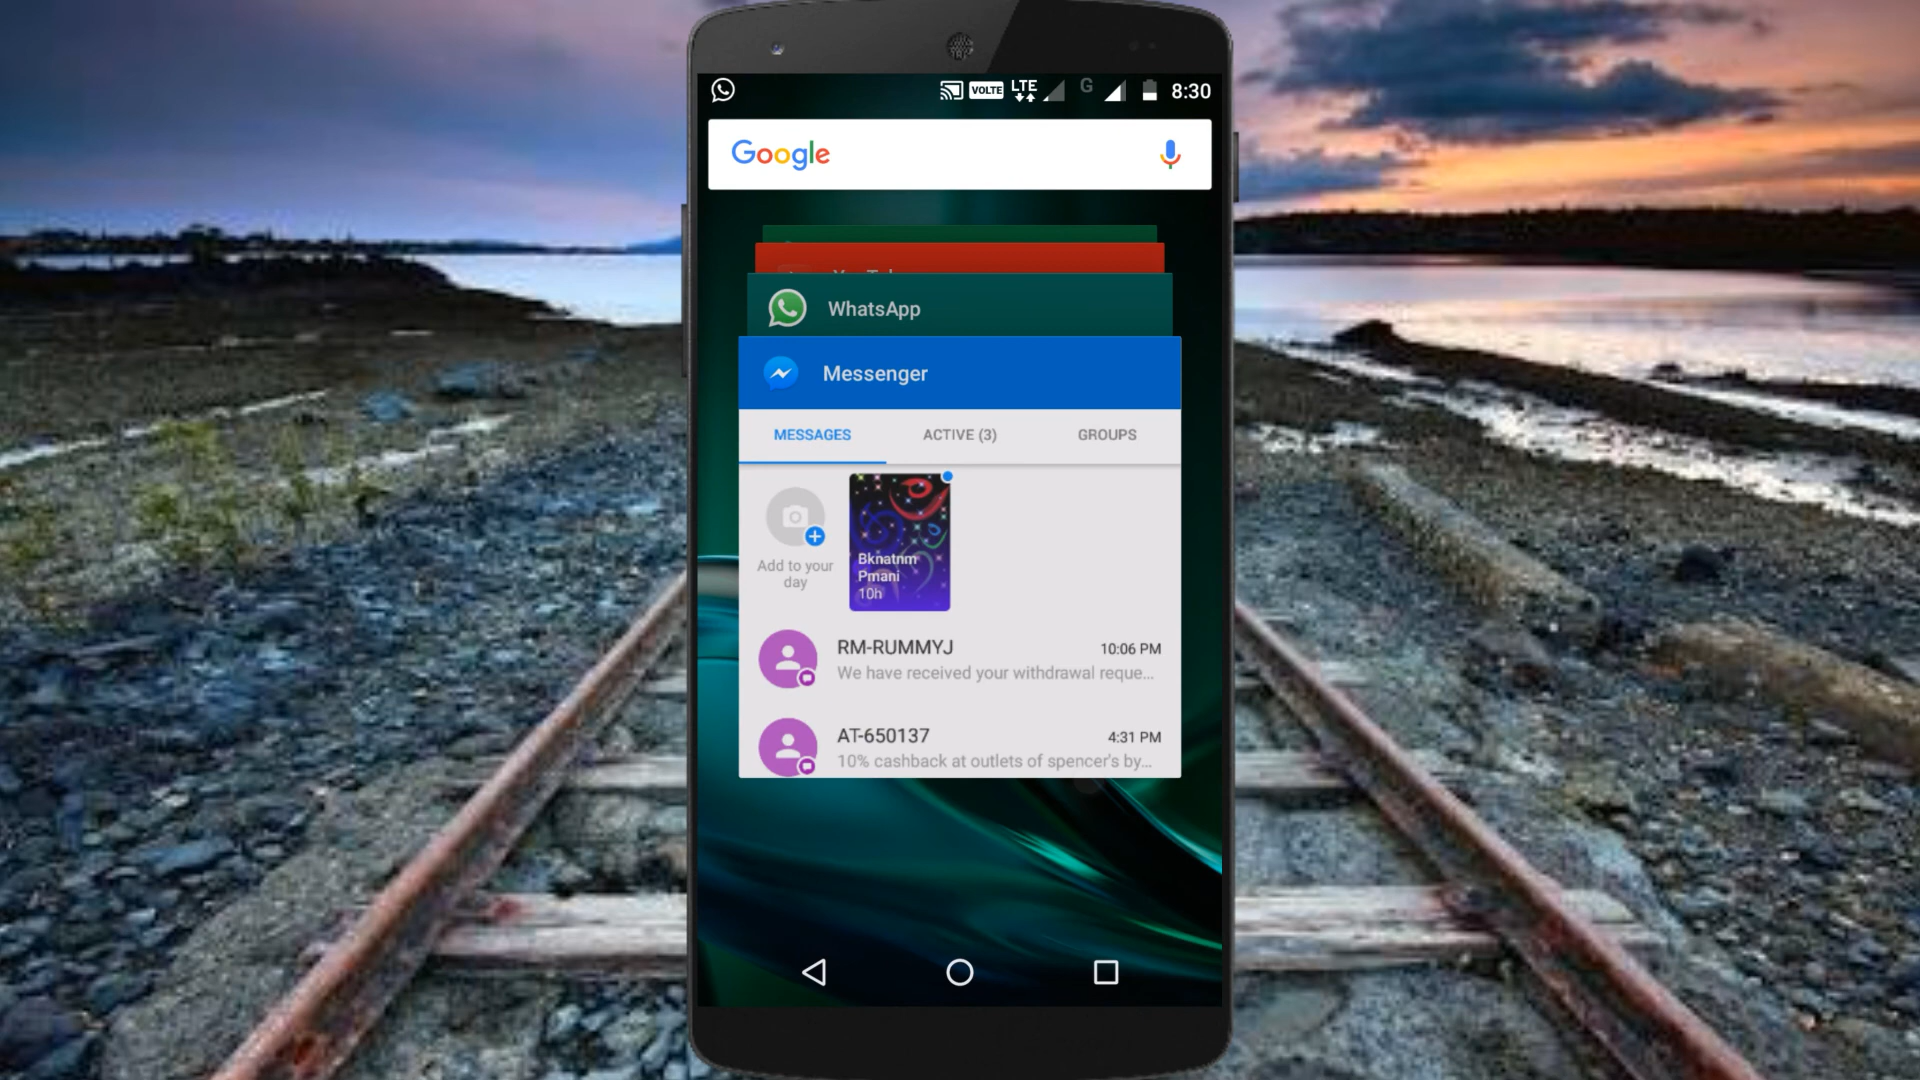 VOLTE LTE G 8:30
Google
WhatsApp
Messenger
MESSAGES ACTIVE (3) GROUPS
Add to your
day
Bknatnm
Pmani
10h
RM-RUMMYJ 10:06 PM
We have received your withdrawal reque...
AT-650137 4:31 PM
10% cashback at outlets of spencer's by...